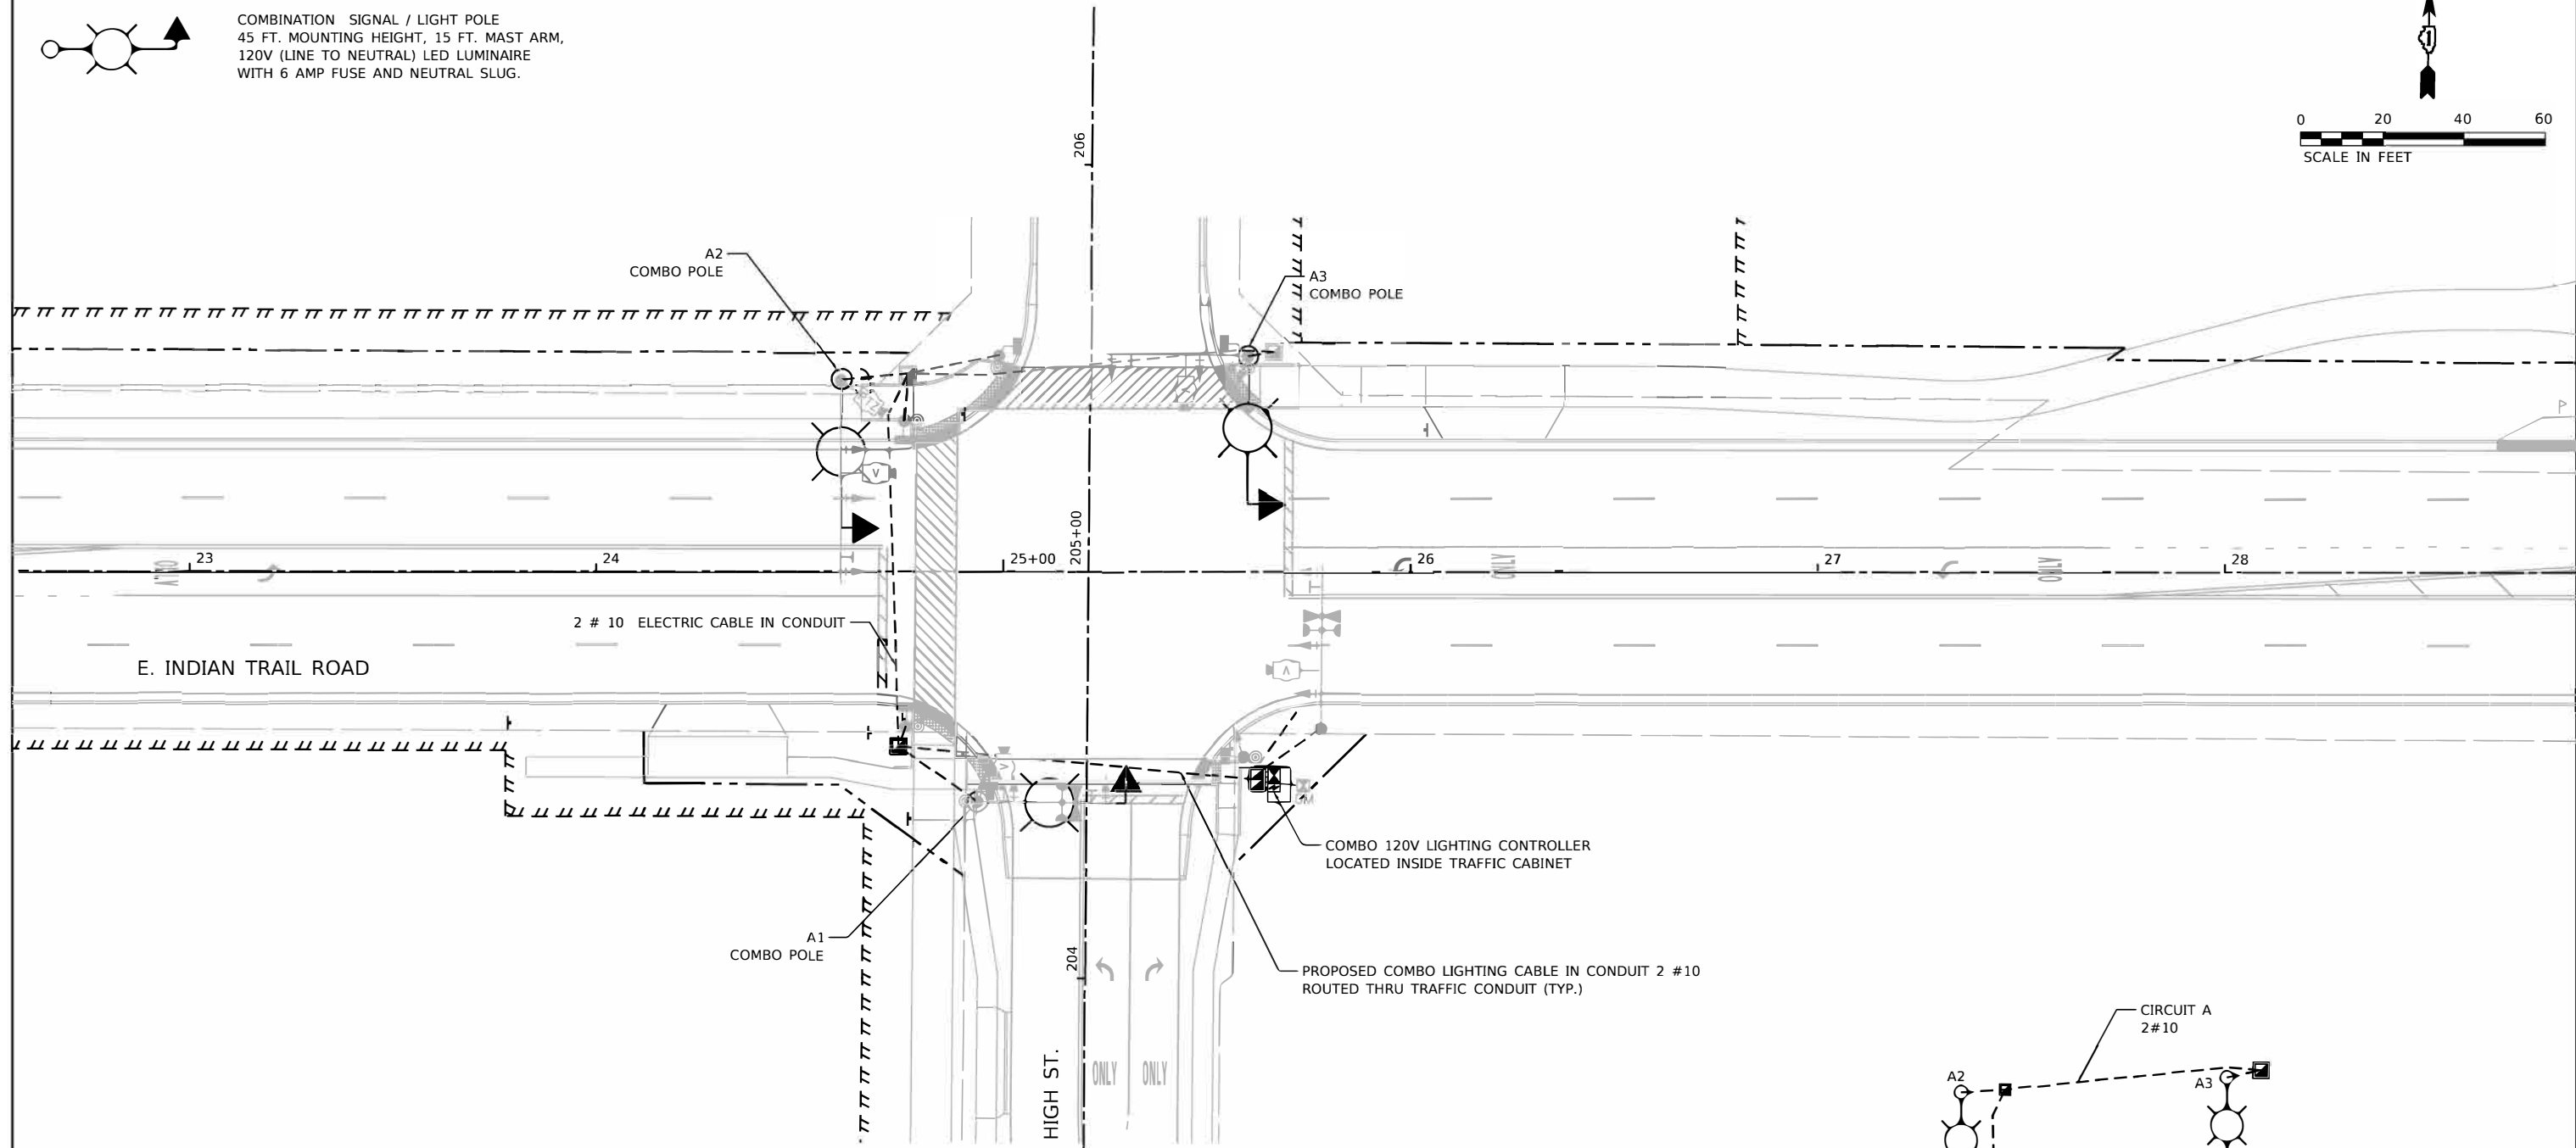 COMBINATION SIGNAL / LIGHT POLE
45 FT. MOUNTING HEIGHT, 15 FT. MAST ARM,
120V (LINE TO NEUTRAL) LED LUMINAIRE
WITH 6 AMP FUSE AND NEUTRAL SLUG.
0 20 40 60
SCALE IN FEET
206
A2
COMBO POLE
A3
COMBO POLE
P
V
205+00
23
24
25+00
26
27
28
ONLY
ONLY
ONLY
2 # 10 ELECTRIC CABLE IN CONDUIT
E. INDIAN TRAIL ROAD
V
V
COMBO 120V LIGHTING CONTROLLER
LOCATED INSIDE TRAFFIC CABINET
A1
COMBO POLE
204
PROPOSED COMBO LIGHTING CABLE IN CONDUIT 2 #10
ROUTED THRU TRAFFIC CONDUIT (TYP.)
HIGH ST.
ONLY ONLY
CIRCUIT A
2#10
A2
A3